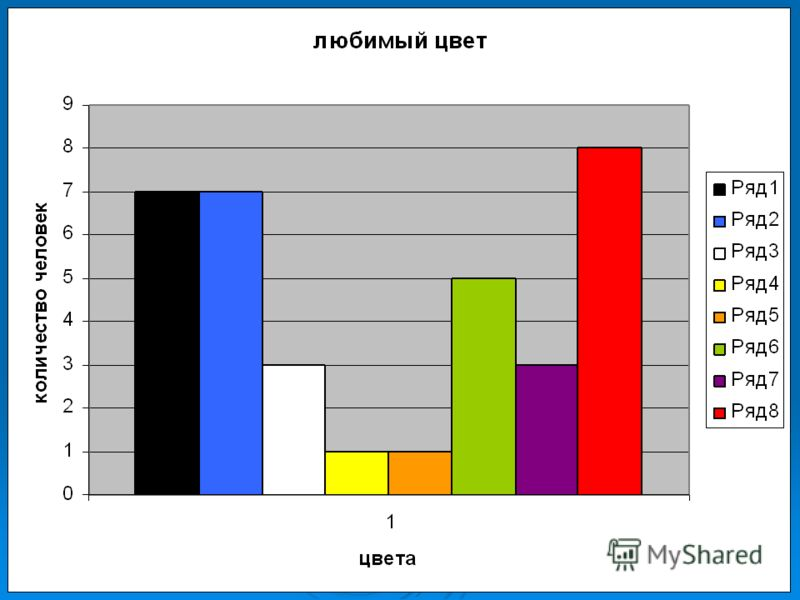 любимый цвет
количество человек
9
8
7
6
5
4
3
2
1
0
1
цвета
Ряд1
Ряд2
Ряд3
Ряд4
Ряд5
Ряд6
Ряд7
Ряд8
MyShared